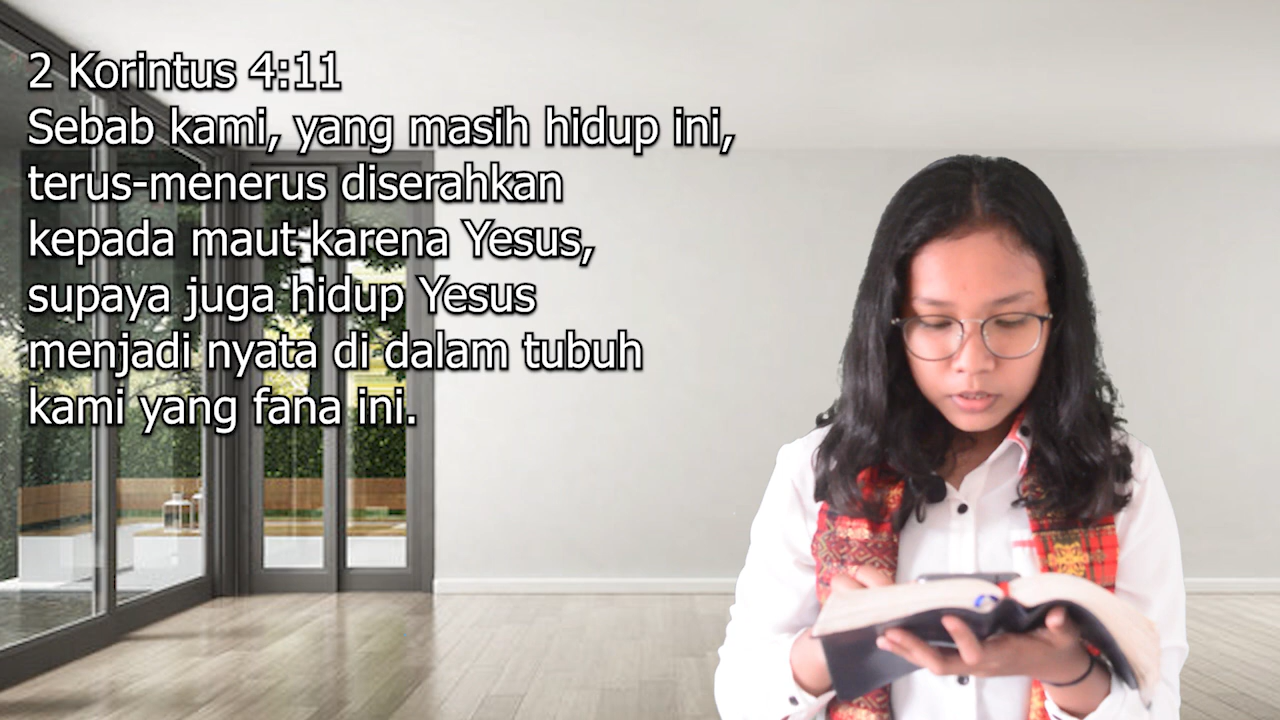 2 Korintus 4:11
Sebab kami, yang masih hidup ini,
terus-menerus diserahkan
kepada maut karena Yesus,
supaya juga hidup Yesus
menjadi nyata di dalam tubuh
kami yang fana ini.